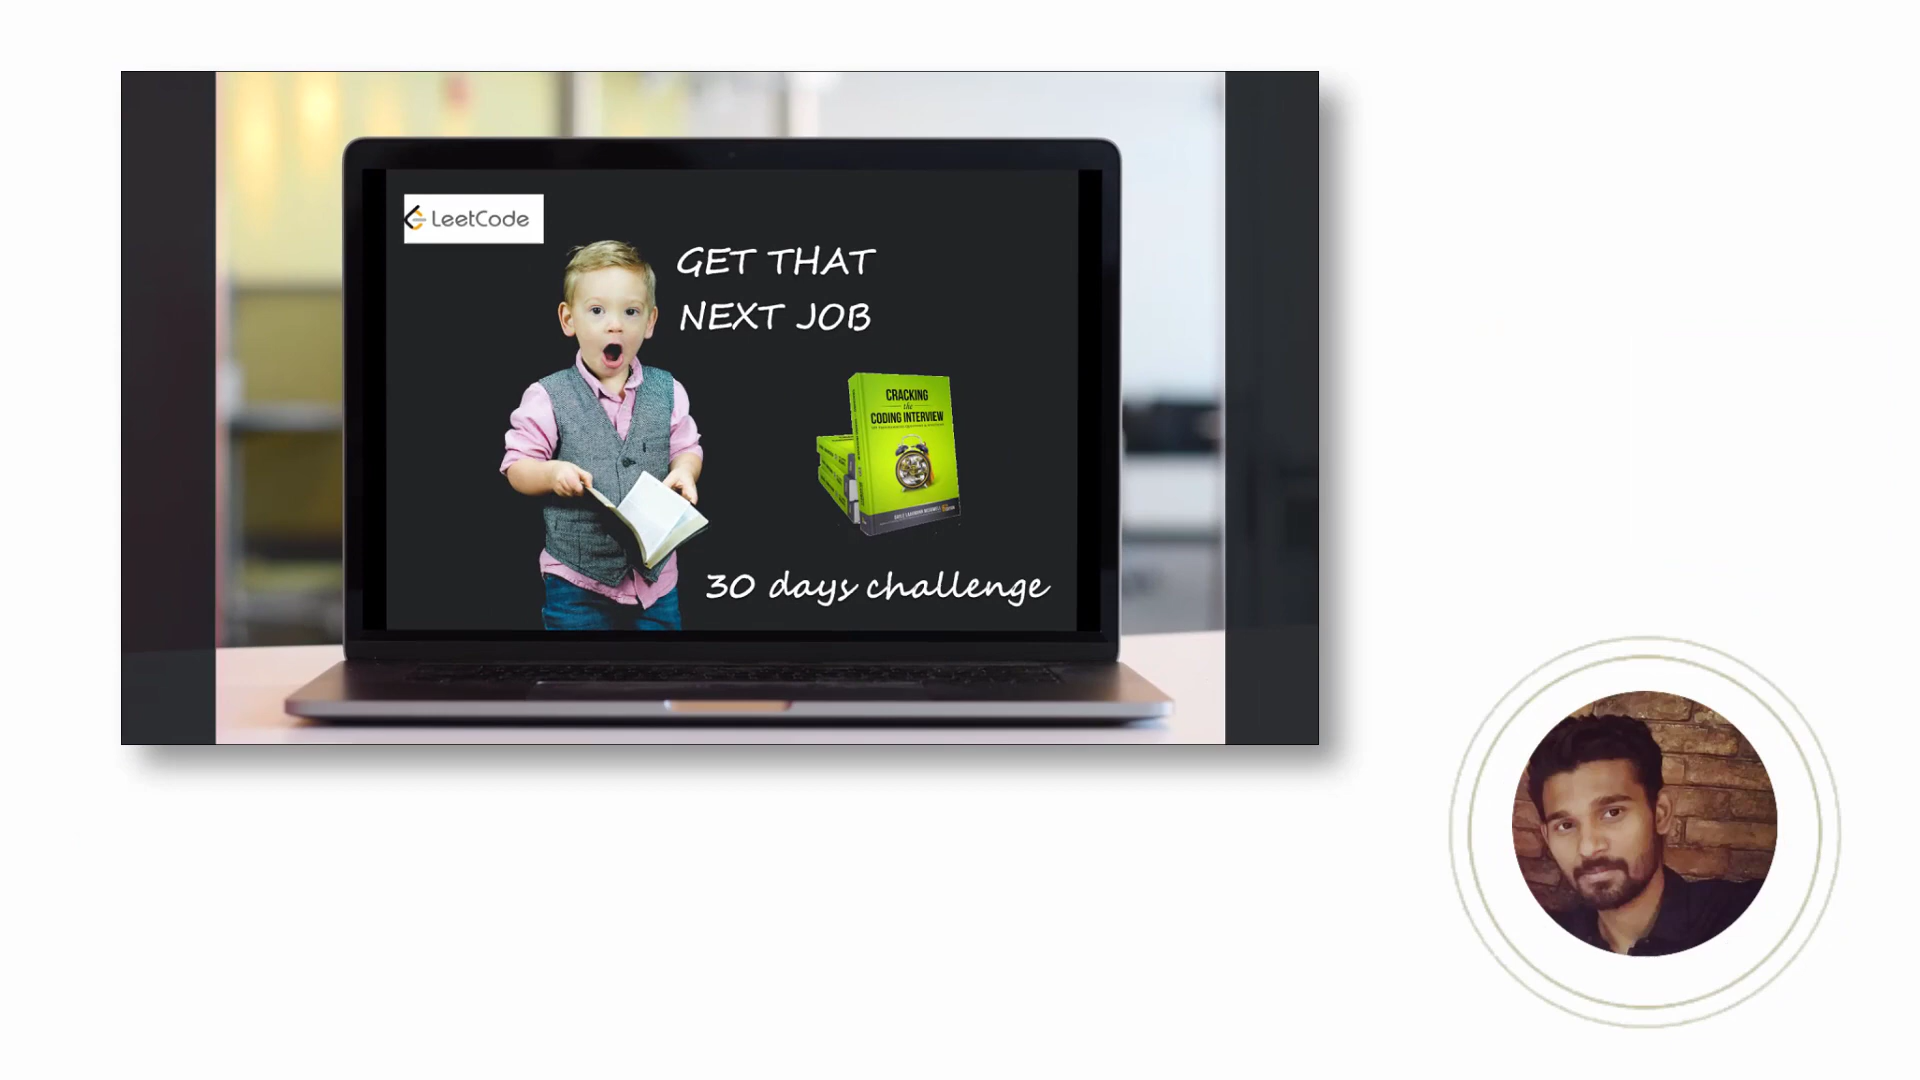 LeetCode
GET THAT
NEXT JOB
CRACKING
the
CODING INTERVIEW
30 days challenge